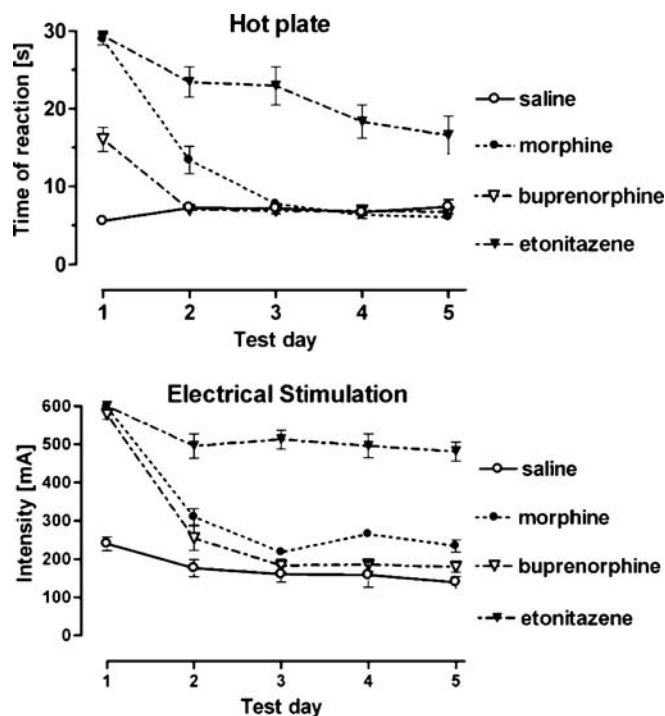 Hot plate
Time of reaction [s]
30
20
10
0
1 2 3 4 5
Test day
saline
morphine
buprenorphine
etonitazene
Electrical Stimulation
Intensity [mA]
600
500
400
300
200
100
0
1 2 3 4 5
Test day
saline
morphine
buprenorphine
etonitazene